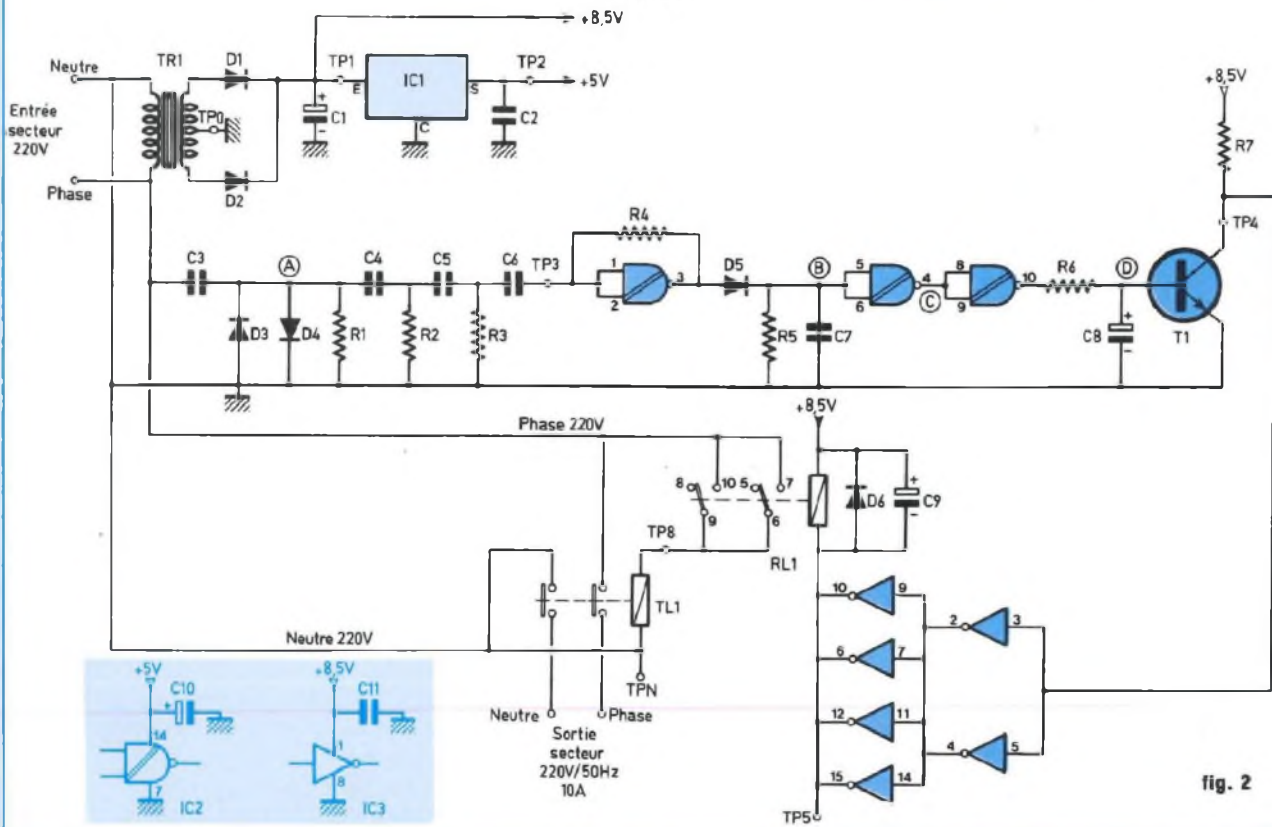 +8,5V
Neutre
TR1
D1
TP1
IC1
TP2
+5V
E
S
C
Entrée
secteur
220V
TP0
+
C1
-
C2
Phase
D2
+8,5V
R7
TP4
R4
C3
A
C4
C5
C6
TP3
1
2
3
D5
B
5
6
4
C
8
9
10
R6
D
T1
D3
D4
R1
R2
R3
R5
C7
+
C8
-
+8,5V
Phase 220V
8
10
9
5
7
6
RL1
D6
+
C9
-
TP8
TL1
10
9
2
3
6
7
Neutre 220V
TPN
12
11
4
5
15
14
TP5
+5V
+
C10
14
7
IC2
+8,5V
C11
1
8
IC3
Neutre
Phase
Sortie
secteur
220V/50Hz
10A
fig. 2